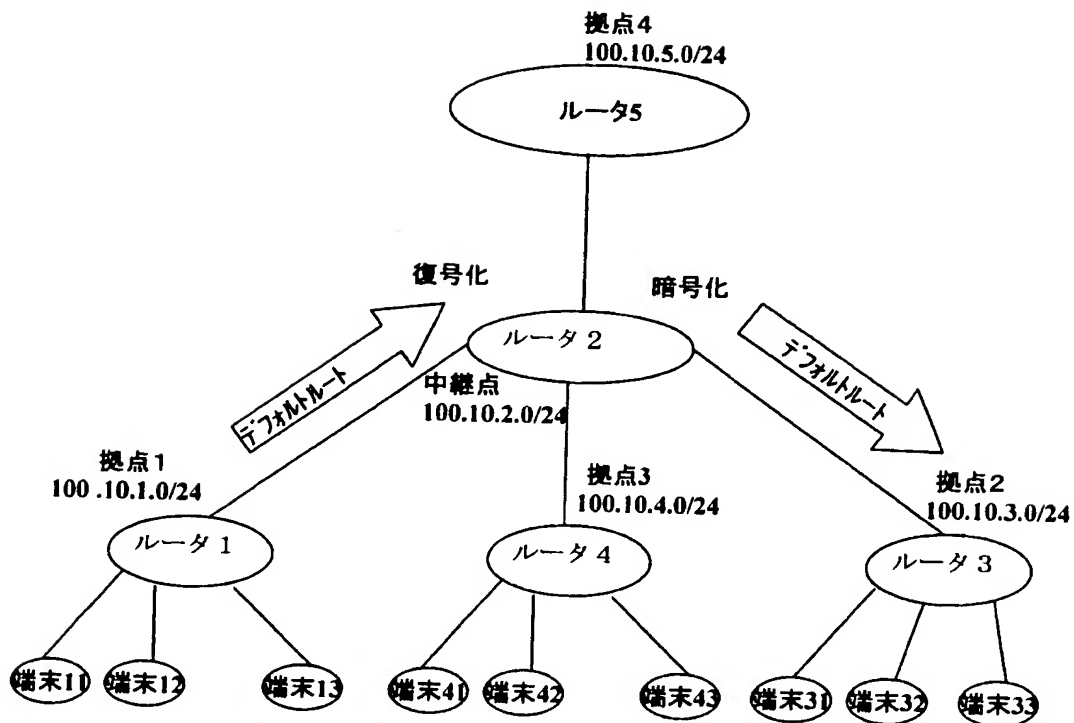 拠点4
100.10.5.0/24
ルータ5
復号化
暗号化
デフォルトルート
ルータ２
デフォルトルート
中継点
100.10.2.0/24
拠点1
100 .10.1.0/24
拠点3
100.10.4.0/24
拠点2
100.10.3.0/24
ルータ１
ルータ４
ルータ３
端末11
端末12
端末13
端末41
端末42
端末43
端末31
端末32
端末33